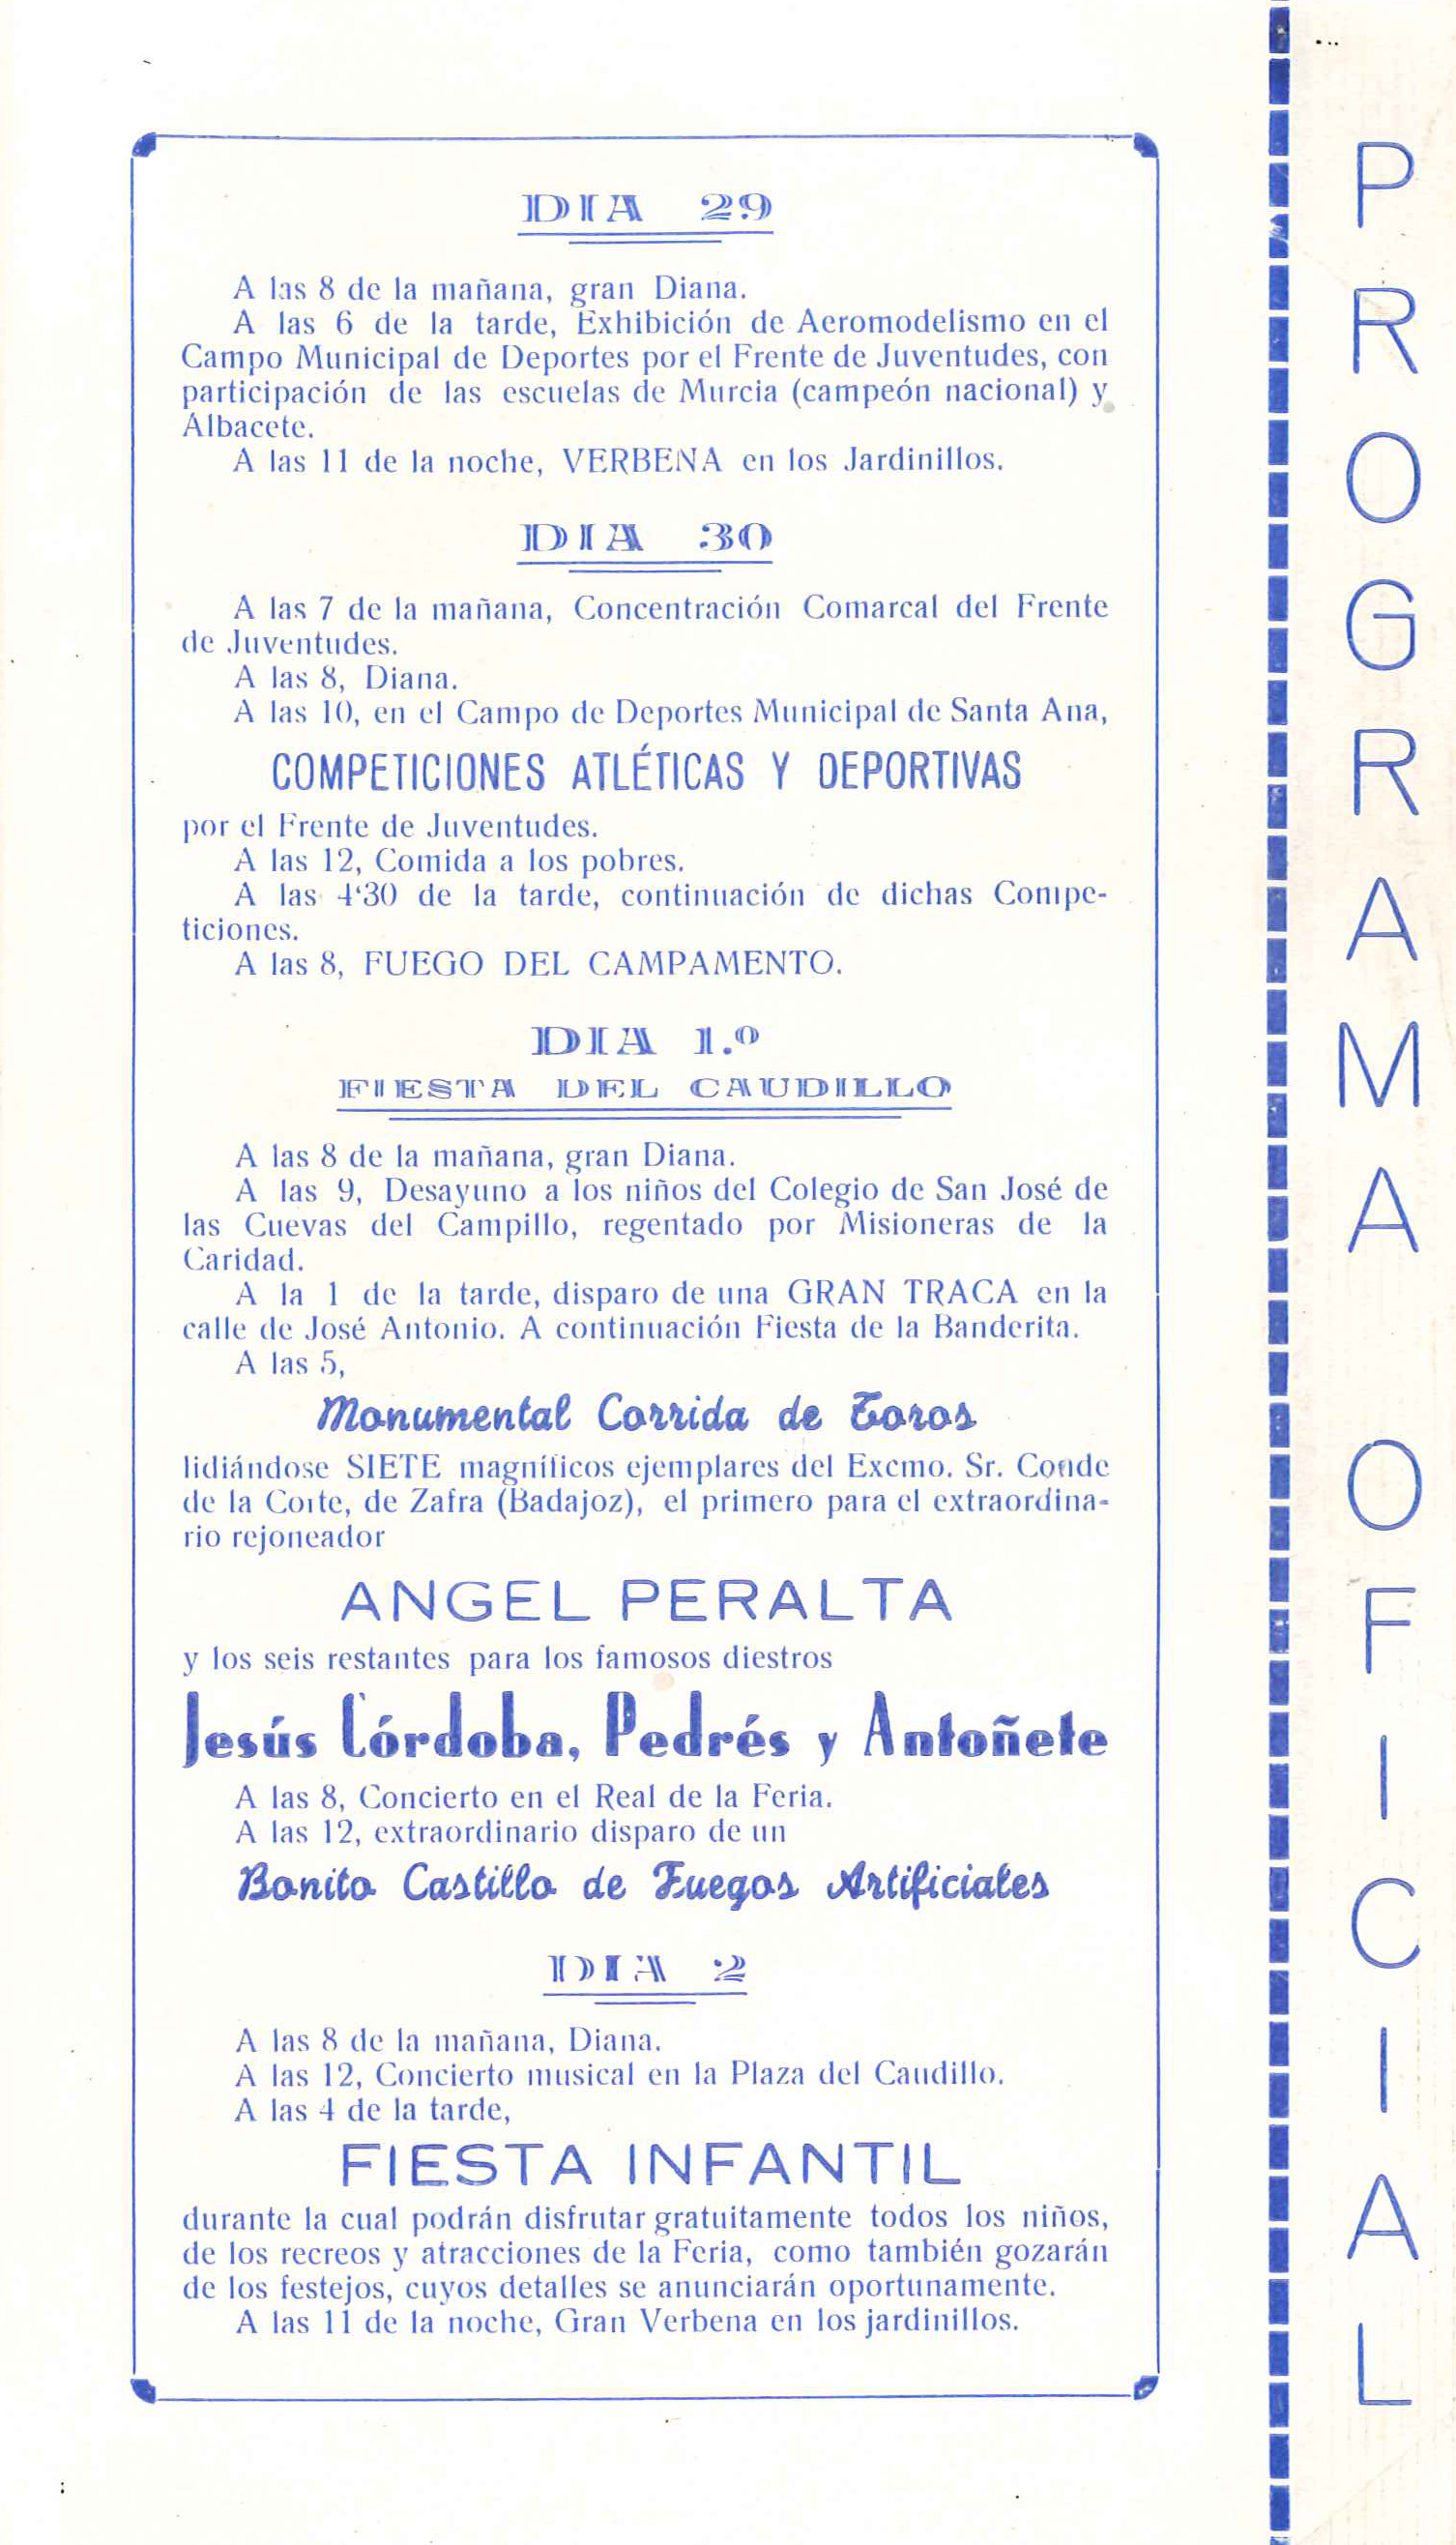 DIA 29
A las 8 de la mañana, gran Diana.
A las 6 de la tarde, Exhibición de Aeromodelismo en el
Campo Municipal de Deportes por el Frente de Juventudes, con
participación de las escuelas de Murcia (campeón nacional) y
Albacete.
A las 11 de la noche, VERBENA en los Jardinillos.
DIA 30
A las 7 de la mañana, Concentración Comarcal del Frente
de Juventudes.
A las 8, Diana.
A las 10, en el Campo de Deportes Municipal de Santa Ana,
COMPETICIONES ATLÉTICAS Y DEPORTIVAS
por el Frente de Juventudes.
A las 12, Comida a los pobres.
A las 4'30 de la tarde, continuación de dichas Compe-
ticiones.
A las 8, FUEGO DEL CAMPAMENTO.
DIA 1.º
FIESTA DEL CAUDILLO
A las 8 de la mañana, gran Diana.
A las 9, Desayuno a los niños del Colegio de San José de
las Cuevas del Campillo, regentado por Misioneras de la
Caridad.
A la 1 de la tarde, disparo de una GRAN TRACA en la
calle de José Antonio. A continuación Fiesta de la Banderita.
A las 5,
Monumental Corrida de Toros
lidiándose SIETE magníficos ejemplares del Excmo. Sr. Conde
de la Corte, de Zafra (Badajoz), el primero para el extraordina-
rio rejoneador
ANGEL PERALTA
y los seis restantes para los famosos diestros
Jesús Córdoba, Pedrés y Antoñete
A las 8, Concierto en el Real de la Feria.
A las 12, extraordinario disparo de un
Bonito Castillo de Fuegos Artificiales
DIA 2
A las 8 de la mañana, Diana.
A las 12, Concierto musical en la Plaza del Caudillo.
A las 4 de la tarde,
FIESTA INFANTIL
durante la cual podrán disfrutar gratuitamente todos los niños,
de los recreos y atracciones de la Feria, como también gozarán
de los festejos, cuyos detalles se anunciarán oportunamente.
A las 11 de la noche, Gran Verbena en los jardinillos.
PROGRAMA OFICIAL